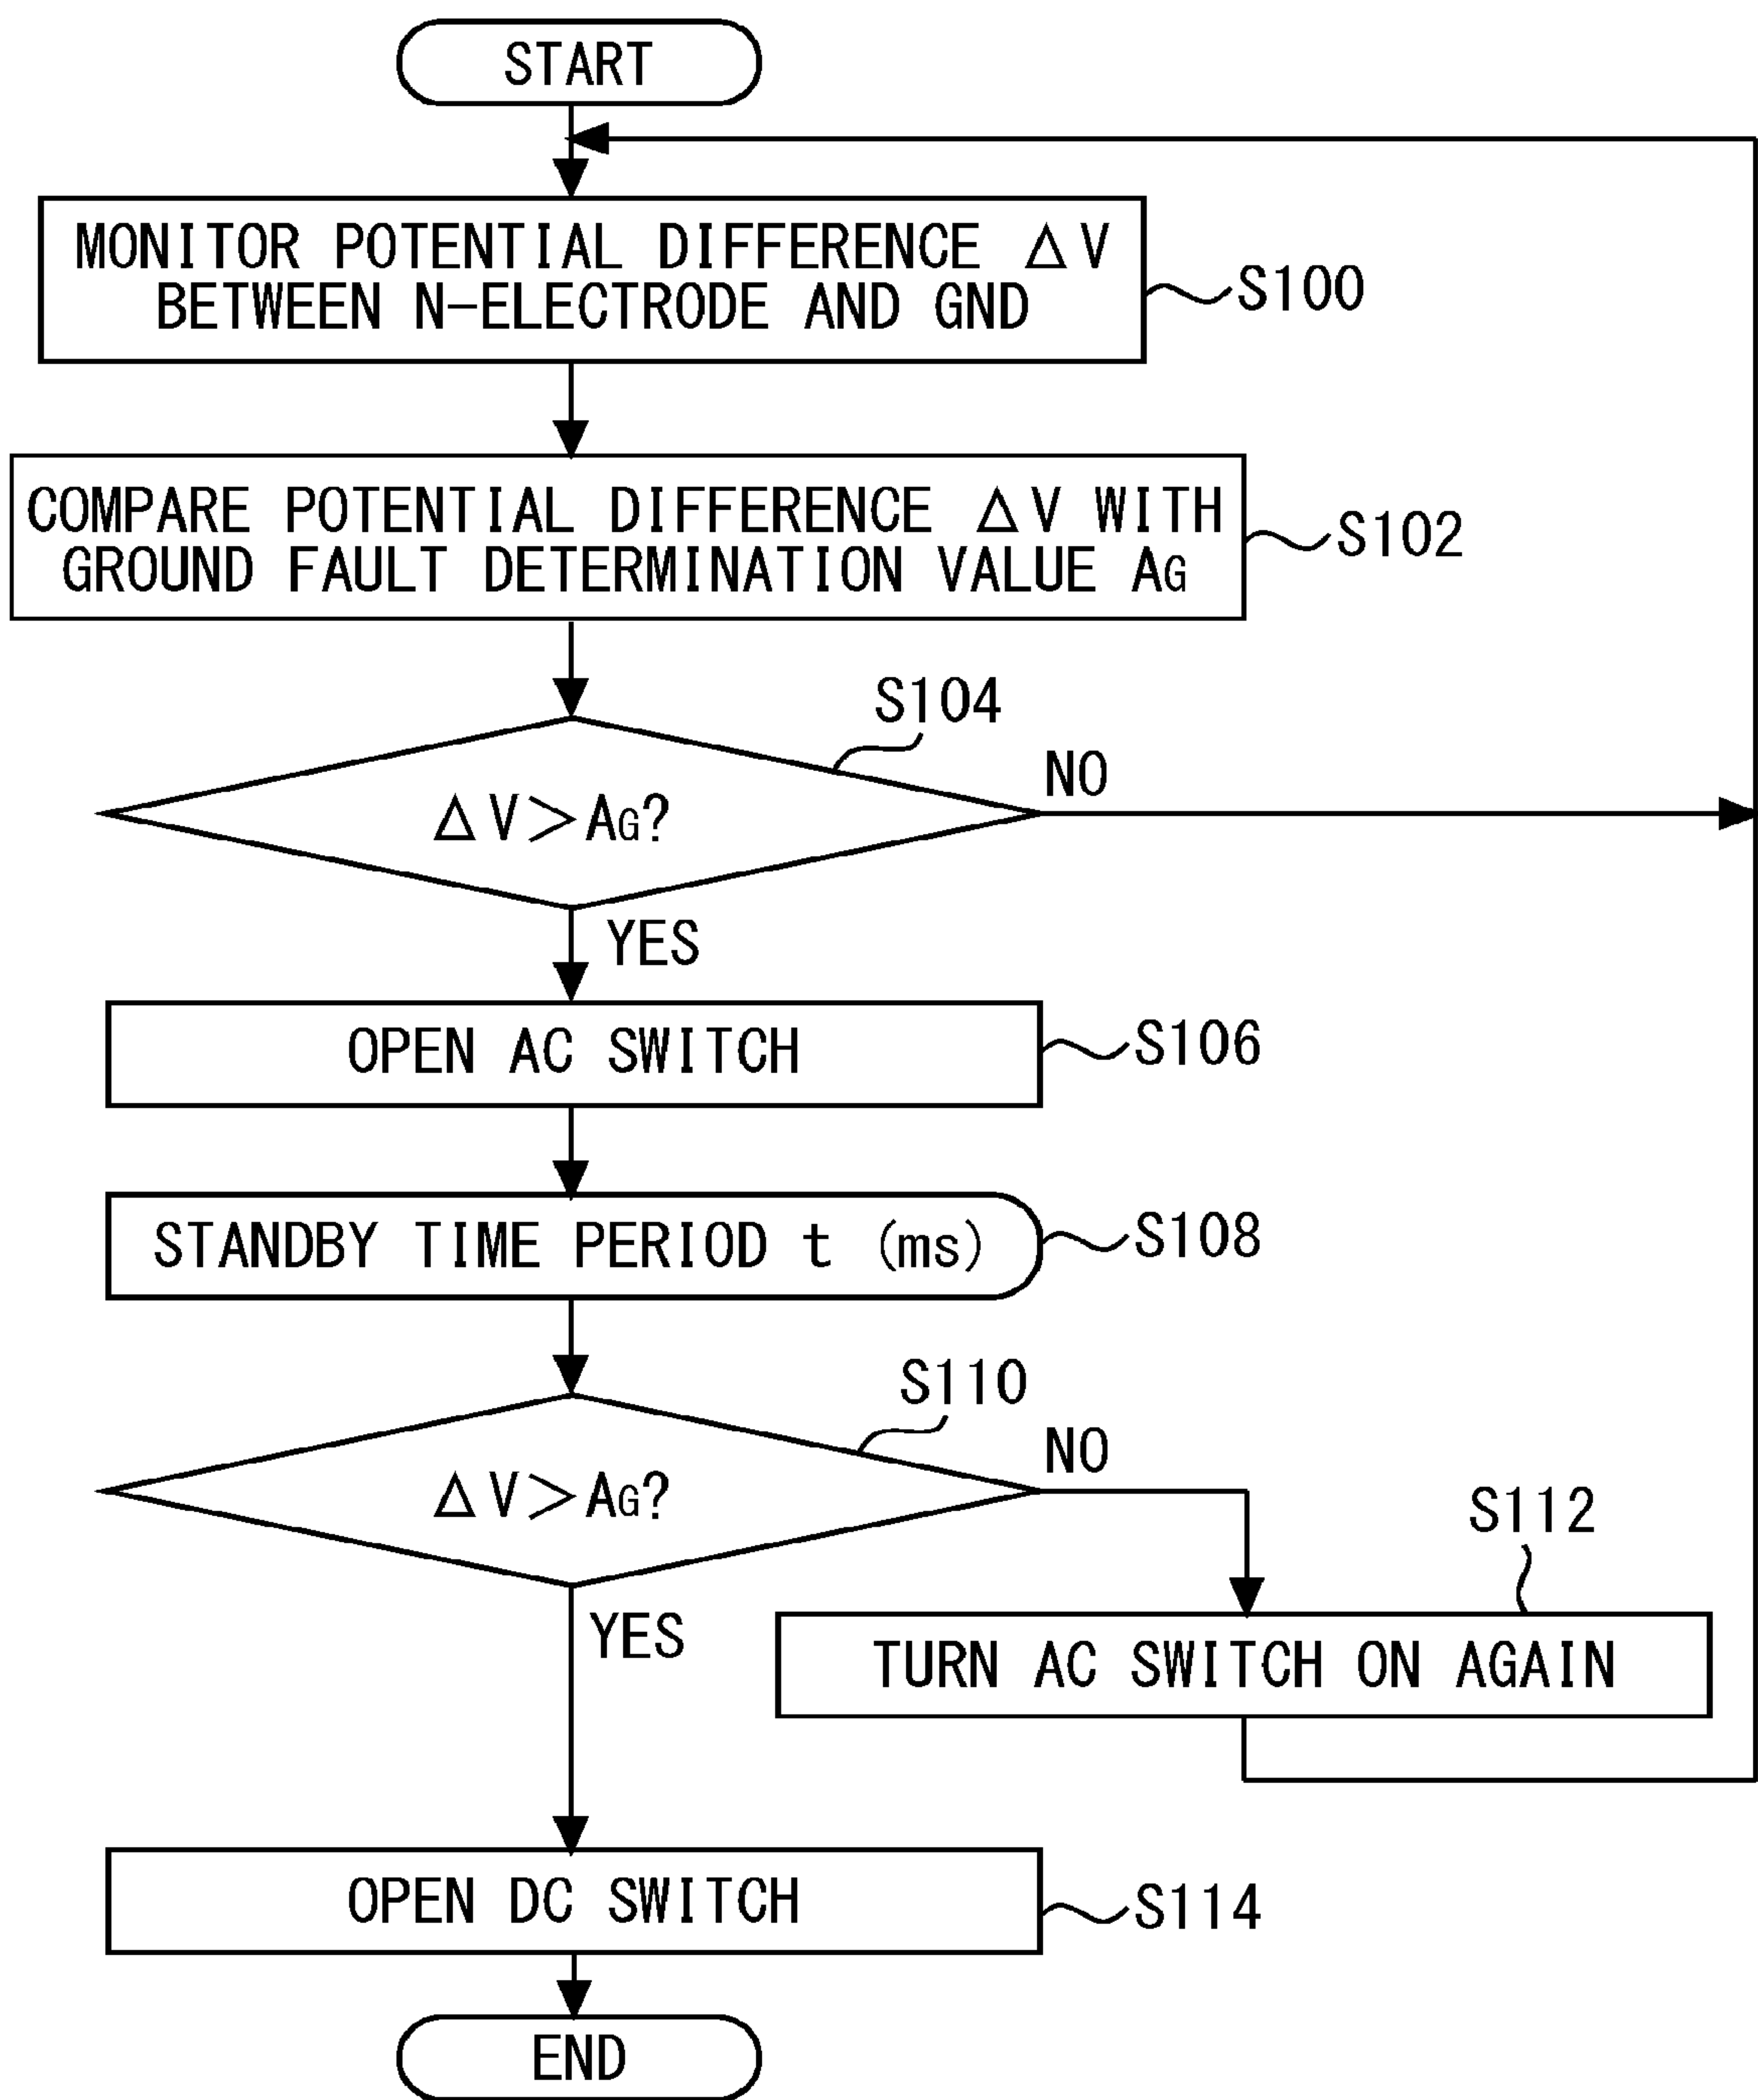 START
MONITOR POTENTIAL DIFFERENCE ΔV
BETWEEN N-ELECTRODE AND GND
S100
COMPARE POTENTIAL DIFFERENCE ΔV WITH
GROUND FAULT DETERMINATION VALUE AG
S102
S104
ΔV>AG?
NO
YES
OPEN AC SWITCH
S106
STANDBY TIME PERIOD t (ms)
S108
S110
ΔV>AG?
NO
S112
YES
TURN AC SWITCH ON AGAIN
OPEN DC SWITCH
S114
END